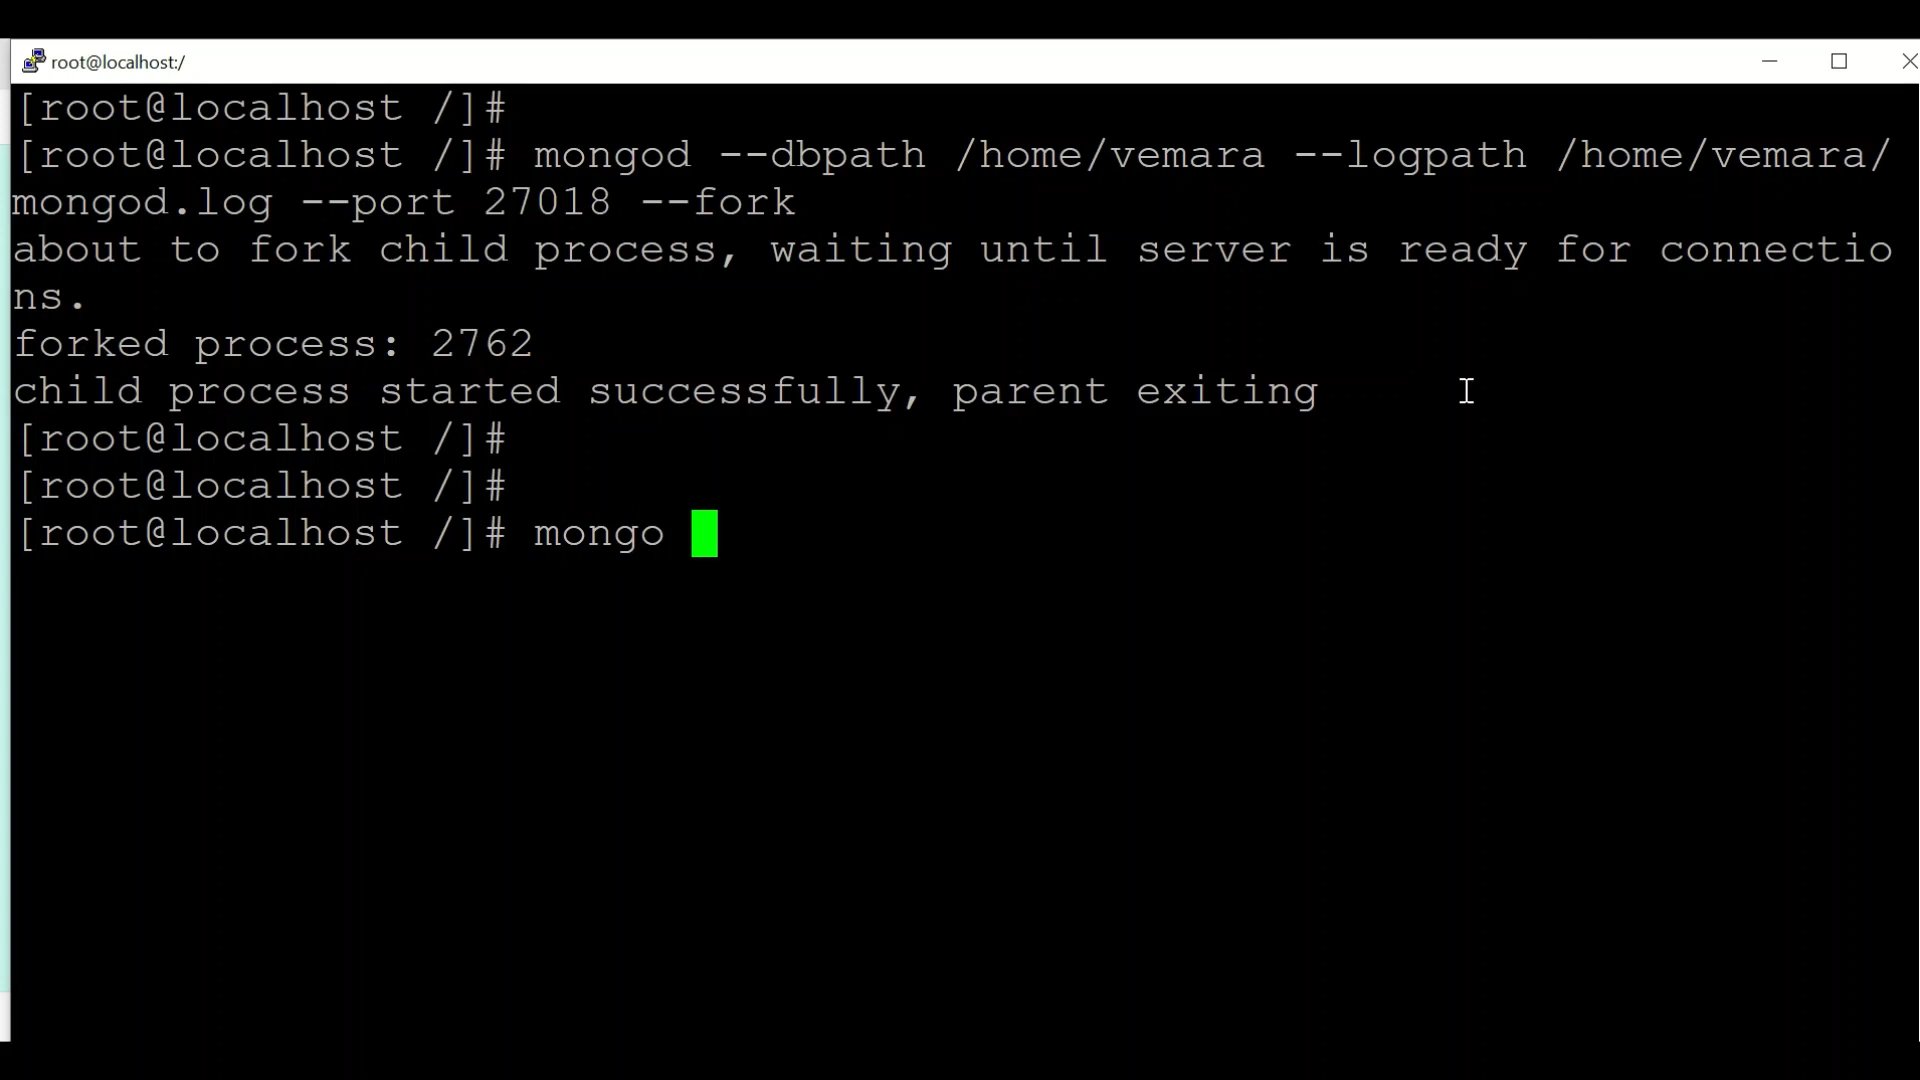 root@localhost:/
[root@localhost /]#
[root@localhost /]# mongod --dbpath /home/vemara --logpath /home/vemara/
mongod.log --port 27018 --fork
about to fork child process, waiting until server is ready for connectio
ns.
forked process: 2762
child process started successfully, parent exiting
[root@localhost /]#
[root@localhost /]#
[root@localhost /]# mongo